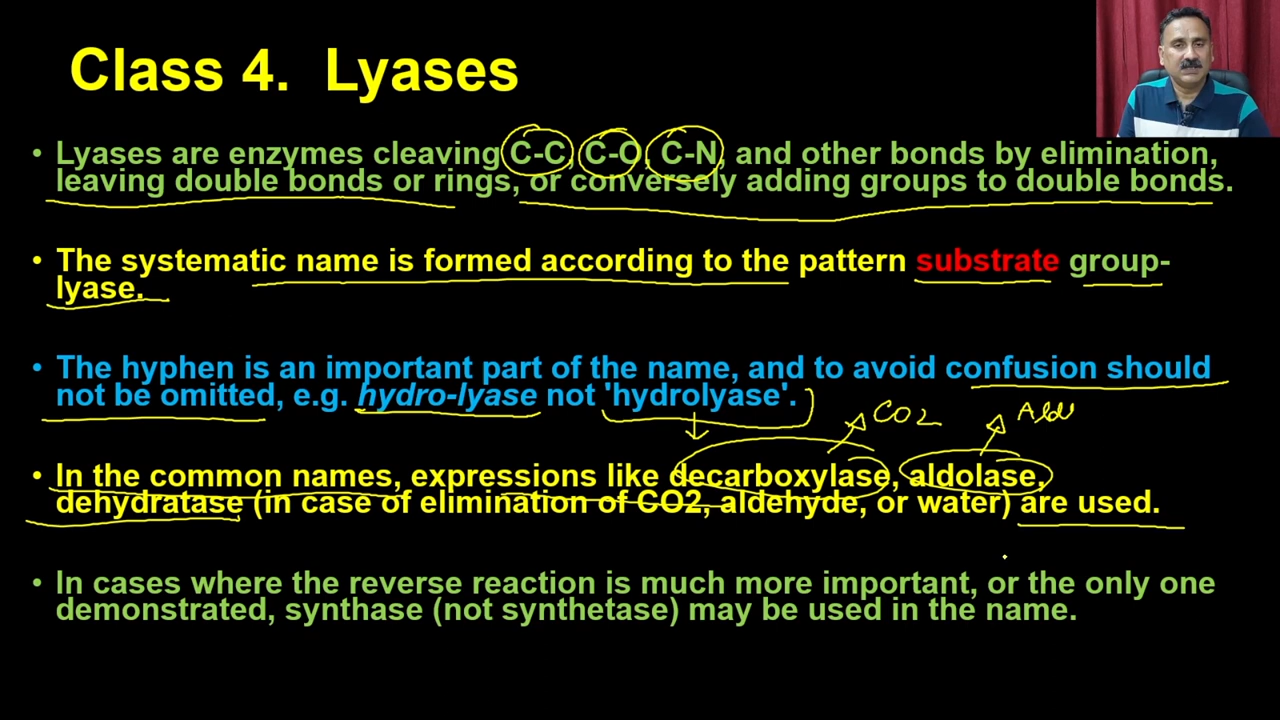 Class 4. Lyases
• Lyases are enzymes cleaving C-C, C-O, C-N, and other bonds by elimination,
leaving double bonds or rings, or conversely adding groups to double bonds.
• The systematic name is formed according to the pattern substrate group-
lyase.
• The hyphen is an important part of the name, and to avoid confusion should
not be omitted, e.g. hydro-lyase not 'hydrolyase'.
CO2 Ald
• In the common names, expressions like decarboxylase, aldolase,
dehydratase (in case of elimination of CO2, aldehyde, or water) are used.
• In cases where the reverse reaction is much more important, or the only one
demonstrated, synthase (not synthetase) may be used in the name.